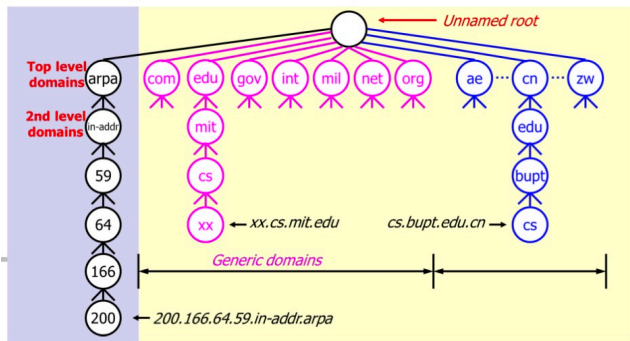 Unnamed root
Top level
domains
arpa
com
edu
gov
int
mil
net
org
ae
cn
zw
2nd level
domains
in-addr
mit
edu
59
cs
bupt
64
xx
xx.cs.mit.edu
cs.bupt.edu.cn
cs
Generic domains
166
200
200.166.64.59.in-addr.arpa